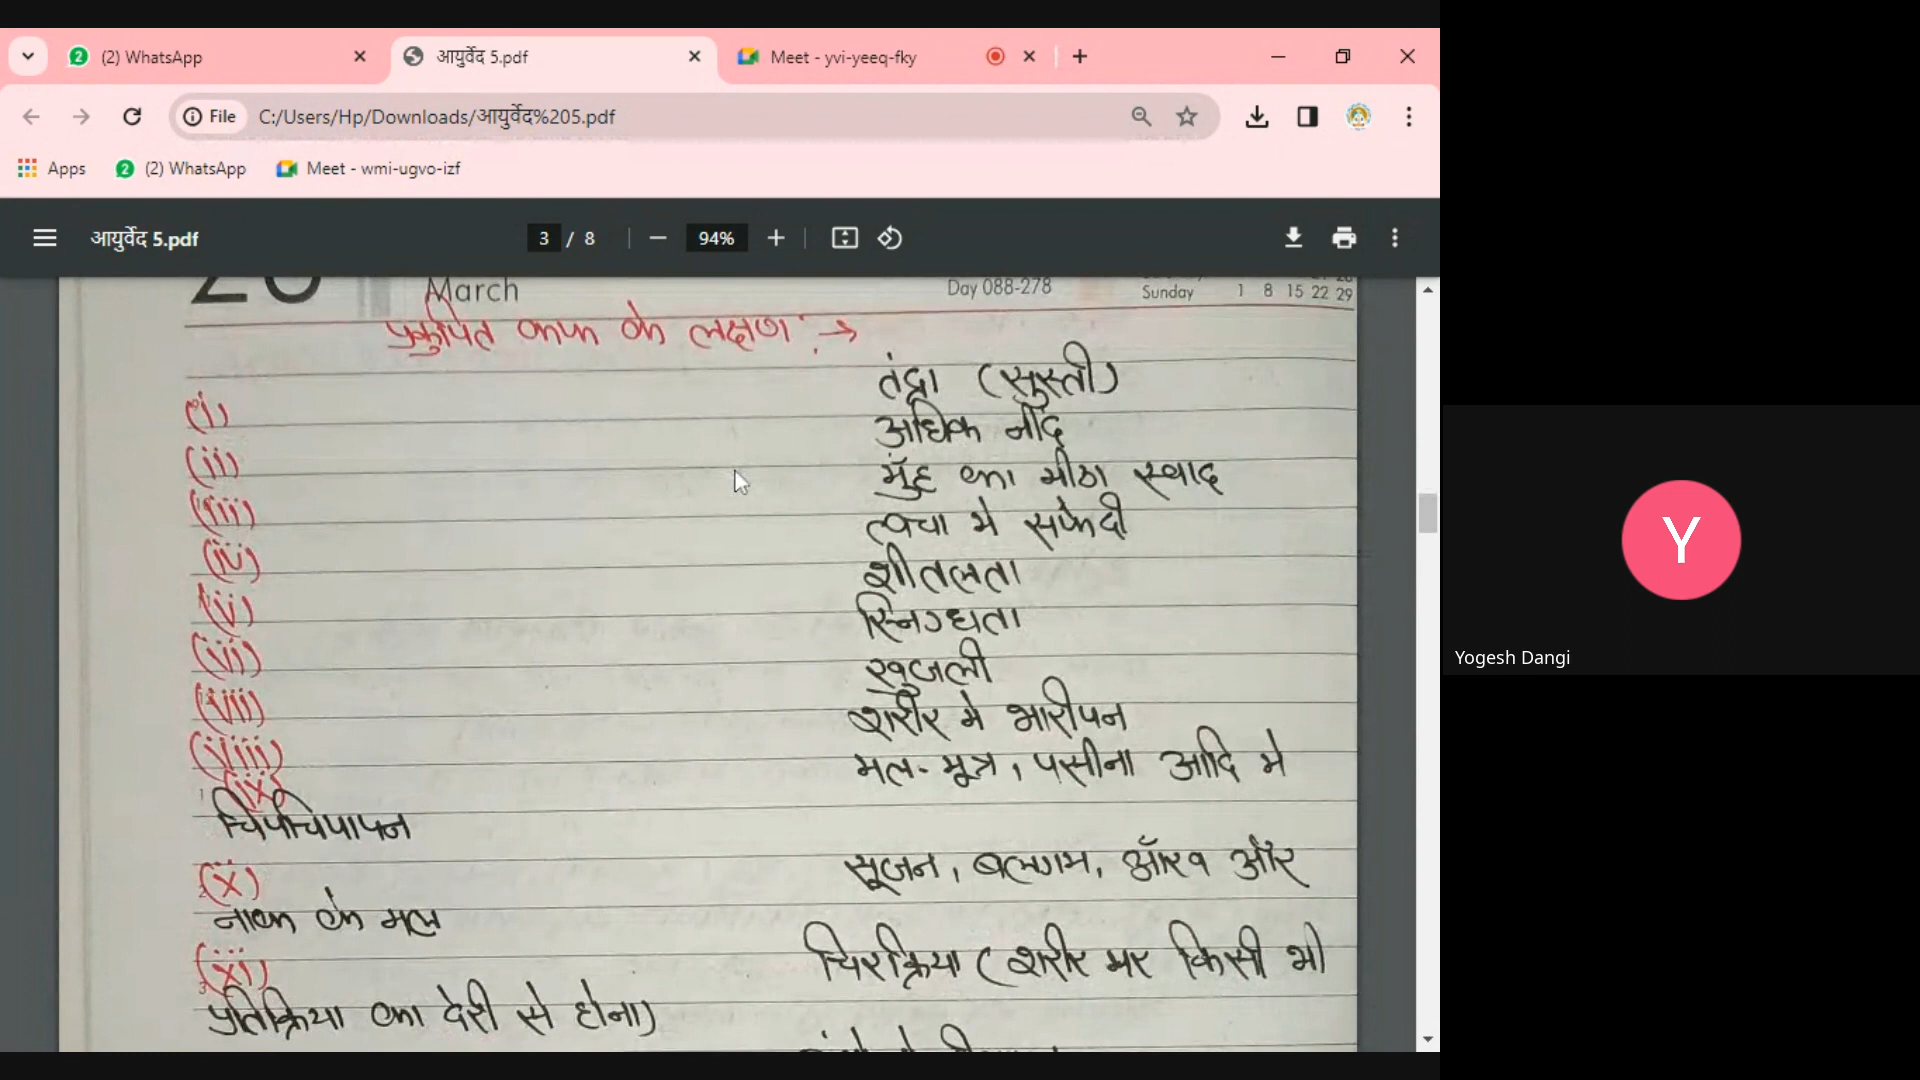 (2) WhatsApp
आयुर्वेद 5.pdf
Meet - yvi-yeeq-fky
File
C:/Users/Hp/Downloads/आयुर्वेद%205.pdf
Apps
2
(2) WhatsApp
Meet - wmi-ugvo-izf
आयुर्वेद 5.pdf
3 / 8
94%
March
Day 088-278
Sunday 1 8 15 22 29
प्रकुपित कफ के लक्षण :→
(i) तंद्रा (सुस्ती)
(ii) अधिक नींद
(iii) मुँह का मीठा स्वाद
(iv) त्वचा मे सफेदी
(v) शीतलता
(vi) स्निग्धता
(vii) खुजली
(viii) शरीर मे भारीपन
(ix) मल-मूत्र, पसीना आदि मे
चिपचिपापन
(x) सूजन, बलगम, आँख और
नाक के मल
(xi) चिरक्रिया (शरीर पर किसी भी
प्रतिक्रिया का देरी से होना)
Y
Yogesh Dangi